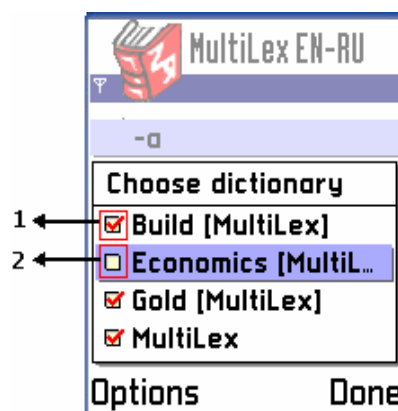 MultiLex EN-RU
-a
Choose dictionary
1 Build [MultiLex]
2 Economics [MultiL...
Gold [MultiLex]
MultiLex
Options Done